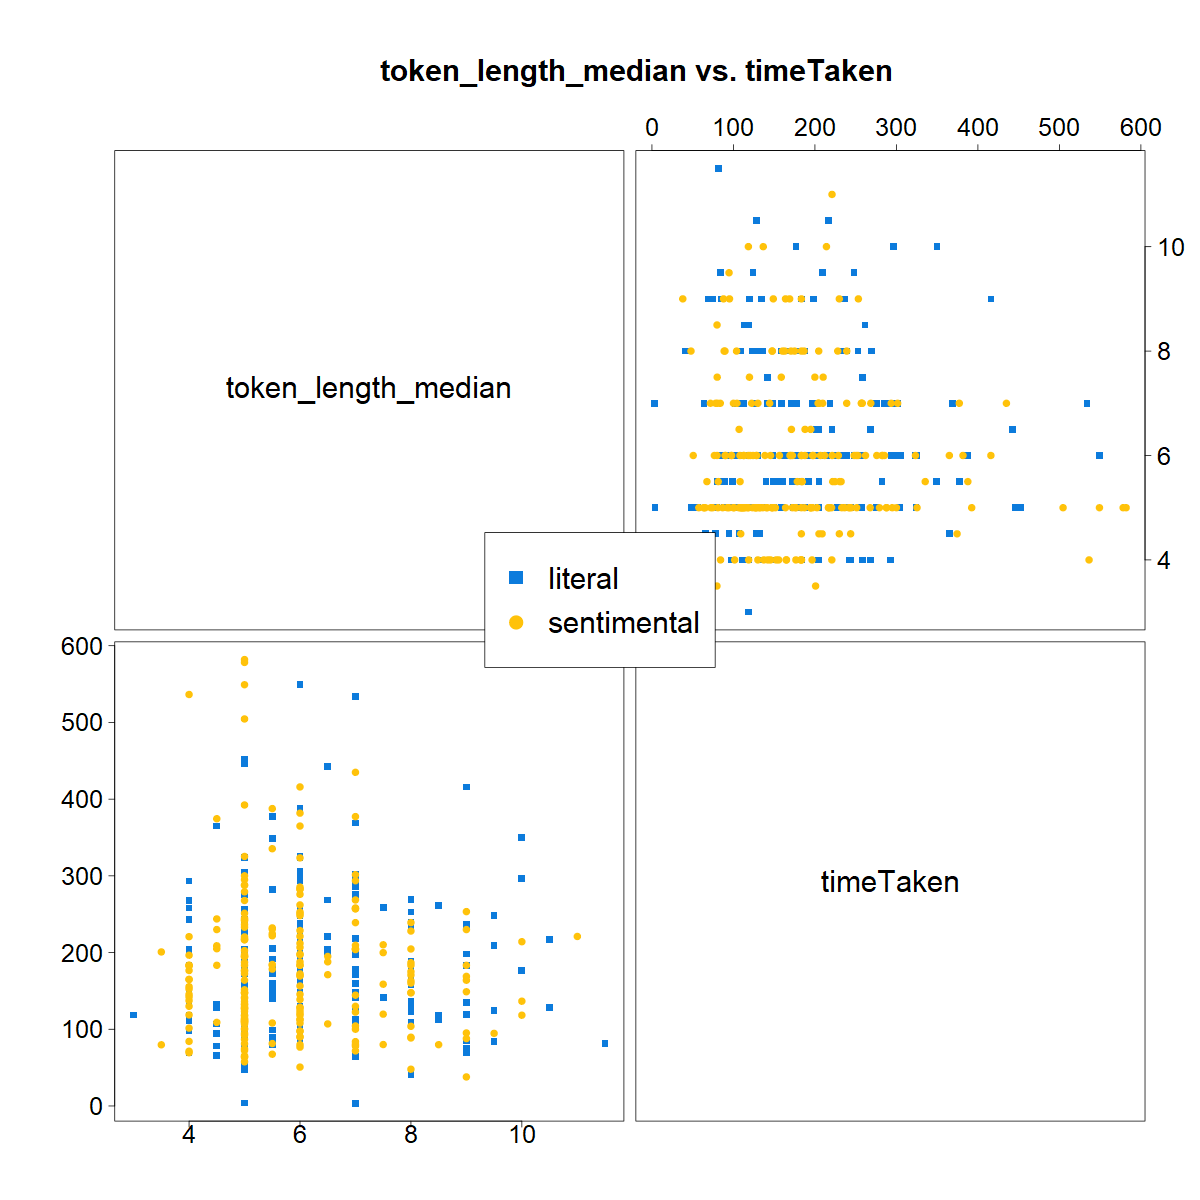 token_length_median vs. timeTaken
0 100 200 300 400 500 600
token_length_median
10
8
6
4
literal
sentimental
600
500
400
300
200
100
0
timeTaken
4 6 8 10